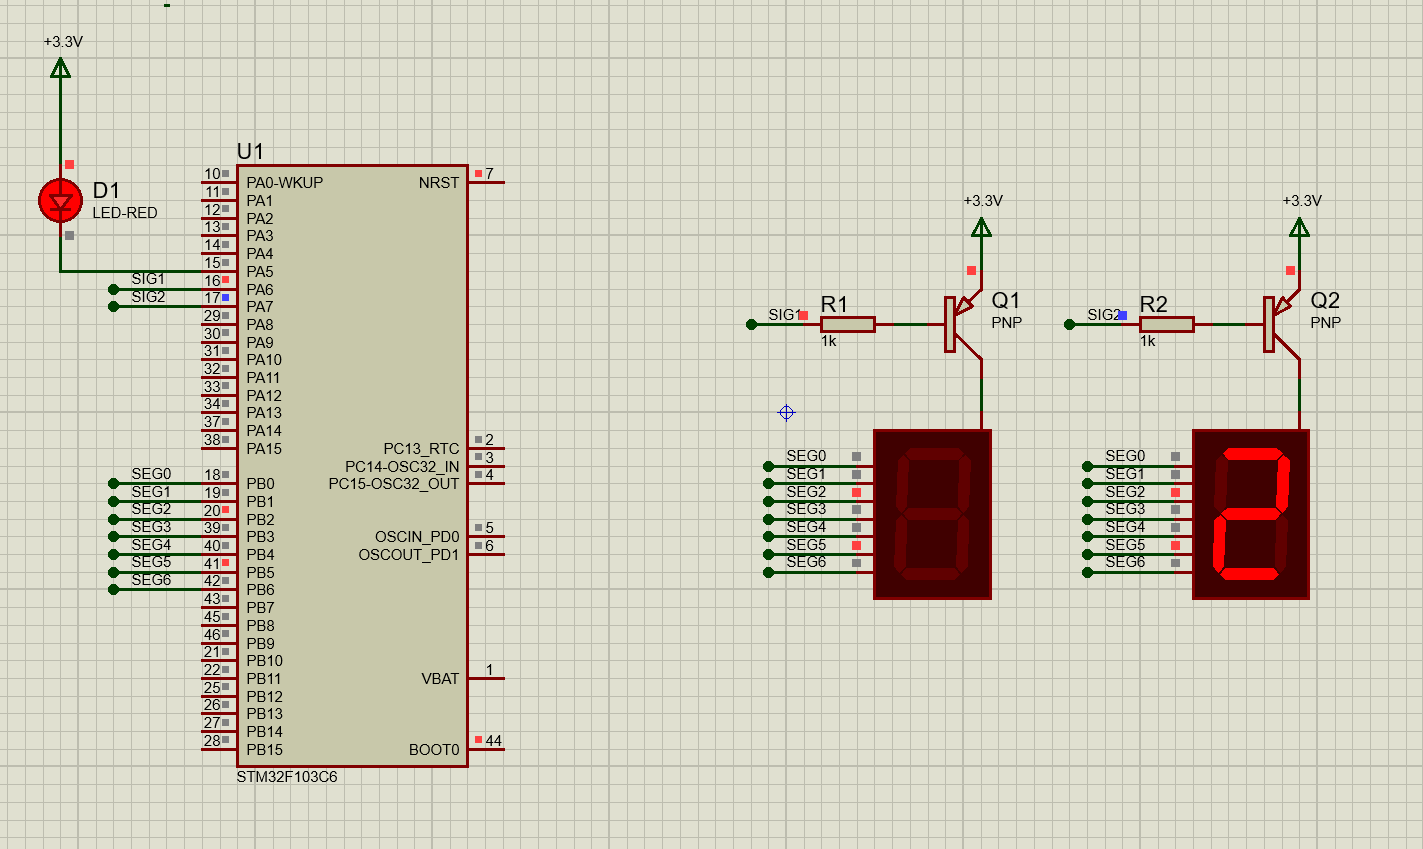 +3.3V
D1
LED-RED
U1
10 PA0-WKUP NRST 7
11 PA1
12 PA2
13 PA3
14 PA4
15 PA5
SIG1 16 PA6
SIG2 17 PA7
29 PA8
30 PA9
31 PA10
32 PA11
33 PA12
34 PA13
37 PA14
38 PA15 PC13_RTC 2
PC14-OSC32_IN 3
SEG0 18 PB0 PC15-OSC32_OUT 4
SEG1 19 PB1
SEG2 20 PB2
SEG3 39 PB3 OSCIN_PD0 5
SEG4 40 PB4 OSCOUT_PD1 6
SEG5 41 PB5
SEG6 42 PB6
43 PB7
45 PB8
46 PB9
21 PB10
22 PB11 VBAT 1
25 PB12
26 PB13
27 PB14
28 PB15 BOOT0 44
STM32F103C6
+3.3V
SIG1
R1
1k
Q1
PNP
SEG0
SEG1
SEG2
SEG3
SEG4
SEG5
SEG6
+3.3V
SIG2
R2
1k
Q2
PNP
SEG0
SEG1
SEG2
SEG3
SEG4
SEG5
SEG6
2